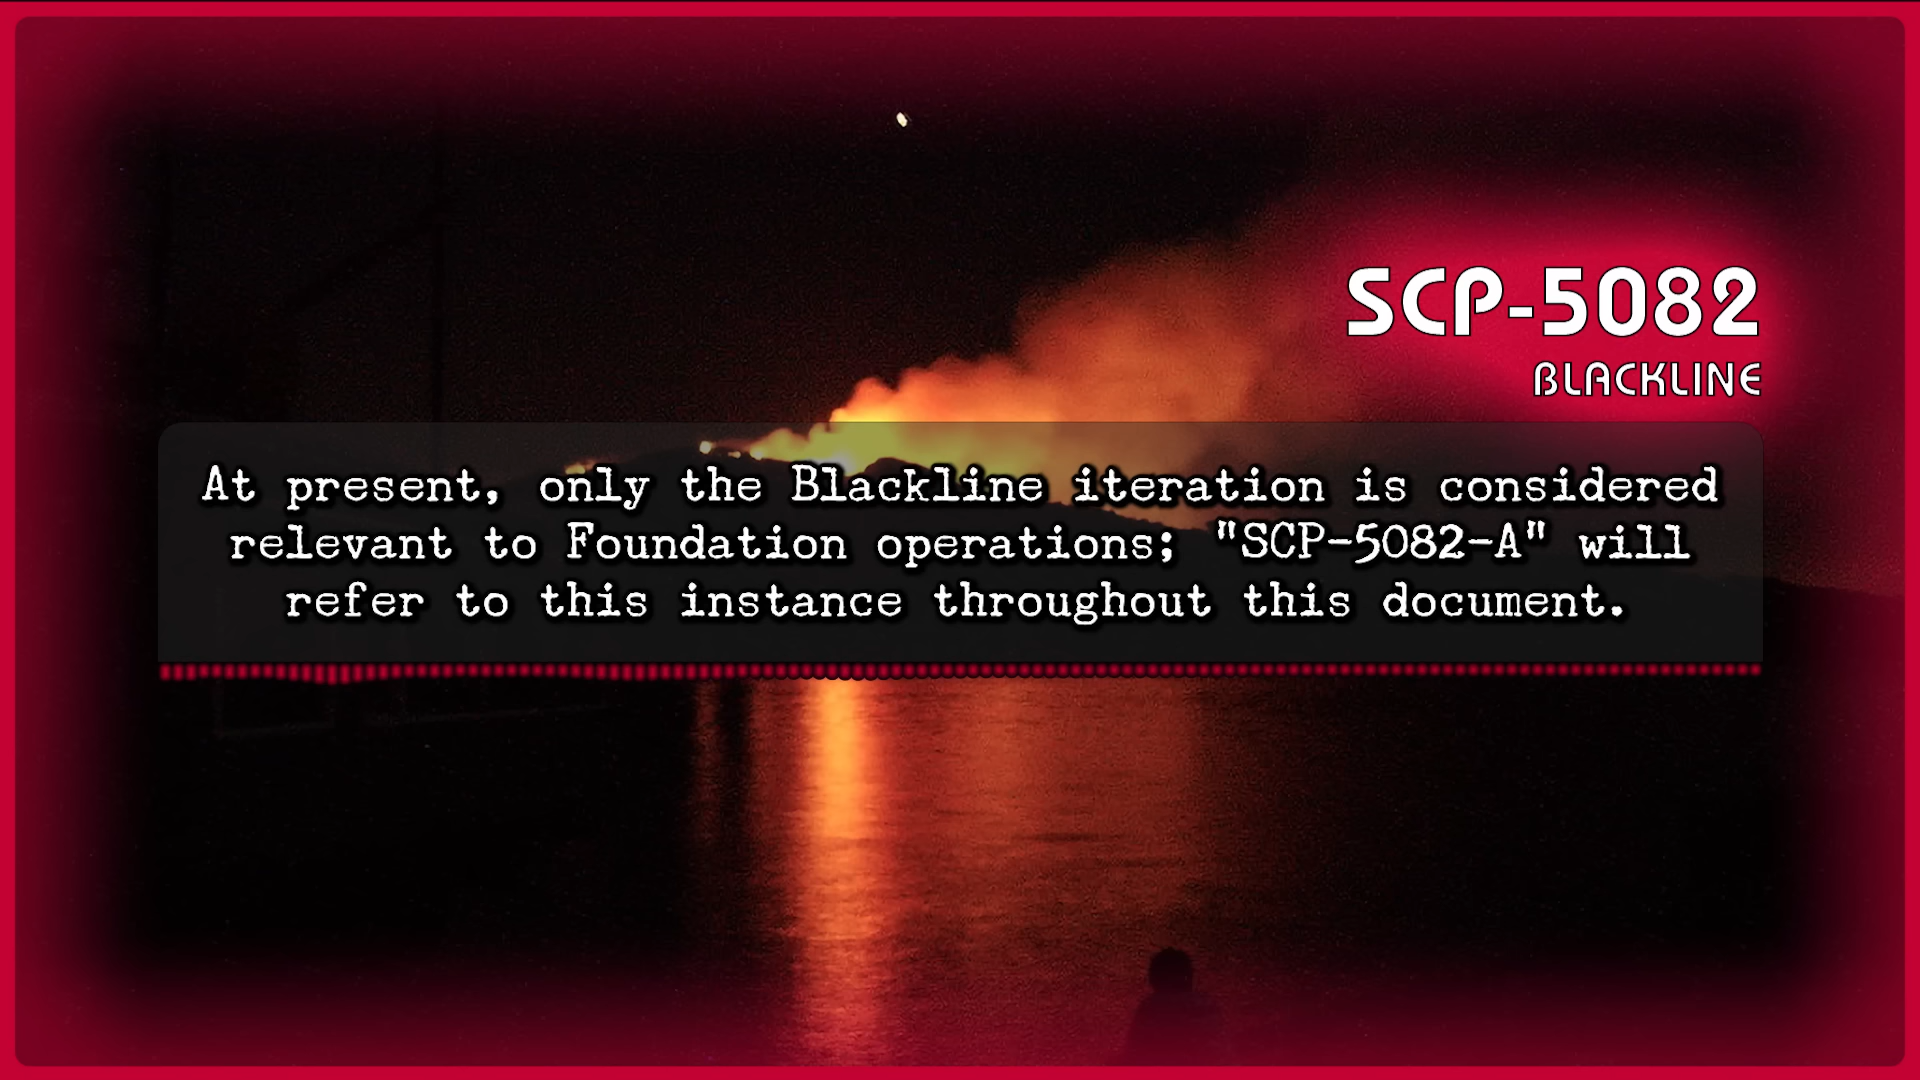 SCP-5082
BLACKLINE
At present, only the Blackline iteration is considered
relevant to Foundation operations; "SCP-5082-A" will
refer to this instance throughout this document.